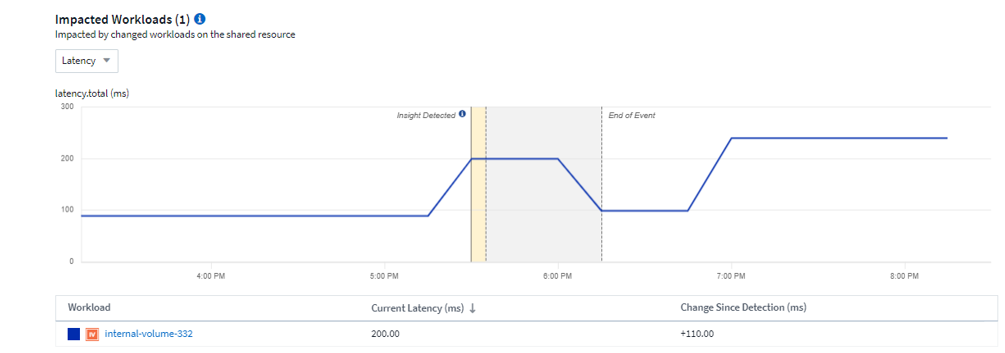 Impacted Workloads (1)
Impacted by changed workloads on the shared resource
Latency
latency.total (ms)
300
Insight Detected
End of Event
200
100
0
4:00 PM
5:00 PM
6:00 PM
7:00 PM
8:00 PM
Workload
Current Latency (ms) ↓
Change Since Detection (ms)
IV internal-volume-332
200.00
+110.00